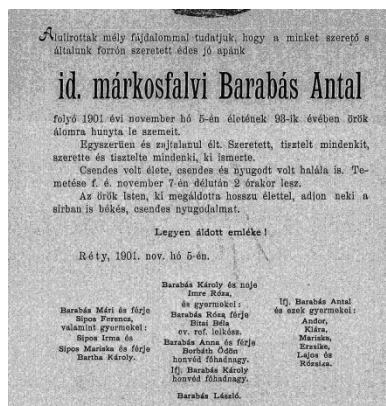 Alulirottak mély fájdalommal tudatjuk, hogy a minket szerető s
általunk forrón szeretett édes jó apánk
id. márkosfalvi Barabás Antal
folyó 1901 évi november hó 5-én életének 93-ik évében örök
álomra hunyta le szemeit.
Egyszerüen és zajtalanul élt. Szeretett, tisztelt mindenkit,
szerette és tisztelte mindenki, ki ismerte.
Csendes volt élete, csendes és nyugodt volt halála is. Te-
metése f. é. november 7-én délután 2 órakor lesz.
Az örök Isten, ki megáldotta hosszu élettel, adjon neki a
sirban is békés, csendes nyugodalmat.
Legyen áldott emléke!
Réty, 1901. nov. hó 5-én.
Barabás Mári és férje
Sipos Ferencz,
valamint gyermekei:
Sipos Irma és
Sipos Mariska és férje
Bartha Károly.
Barabás Károly és neje
Imre Róza,
és gyermekei:
Barabás Róza férje
Bitai Béla
ev. ref. lelkész.
Barabás Anna és férje
Borbáth Ödön
honvéd főhadnagy.
Ifj. Barabás Károly
honvéd főhadnagy.
Barabás László.
Ifj. Barabás Antal
és ezek gyermekei:
Andor,
Klára,
Mariska,
Erzsike,
Lajos és
Rózsika.